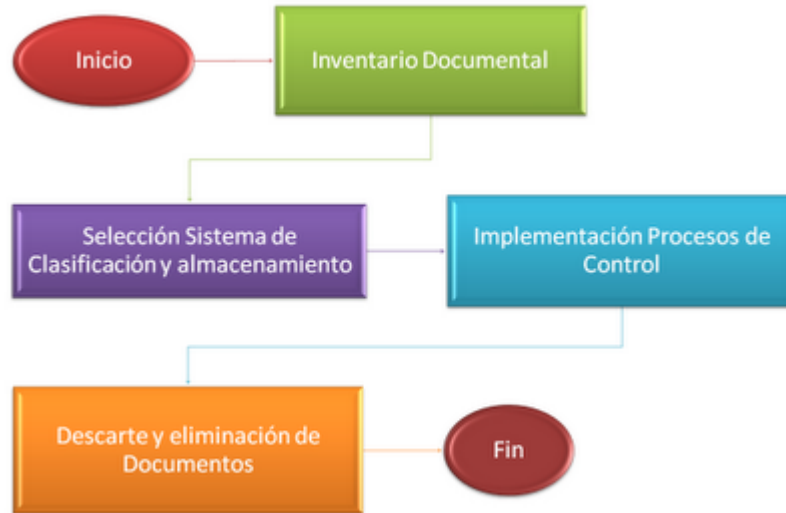 Inicio
Inventario Documental
Selección Sistema de
Clasificación y almacenamiento
Implementación Procesos de
Control
Descarte y eliminación de
Documentos
Fin